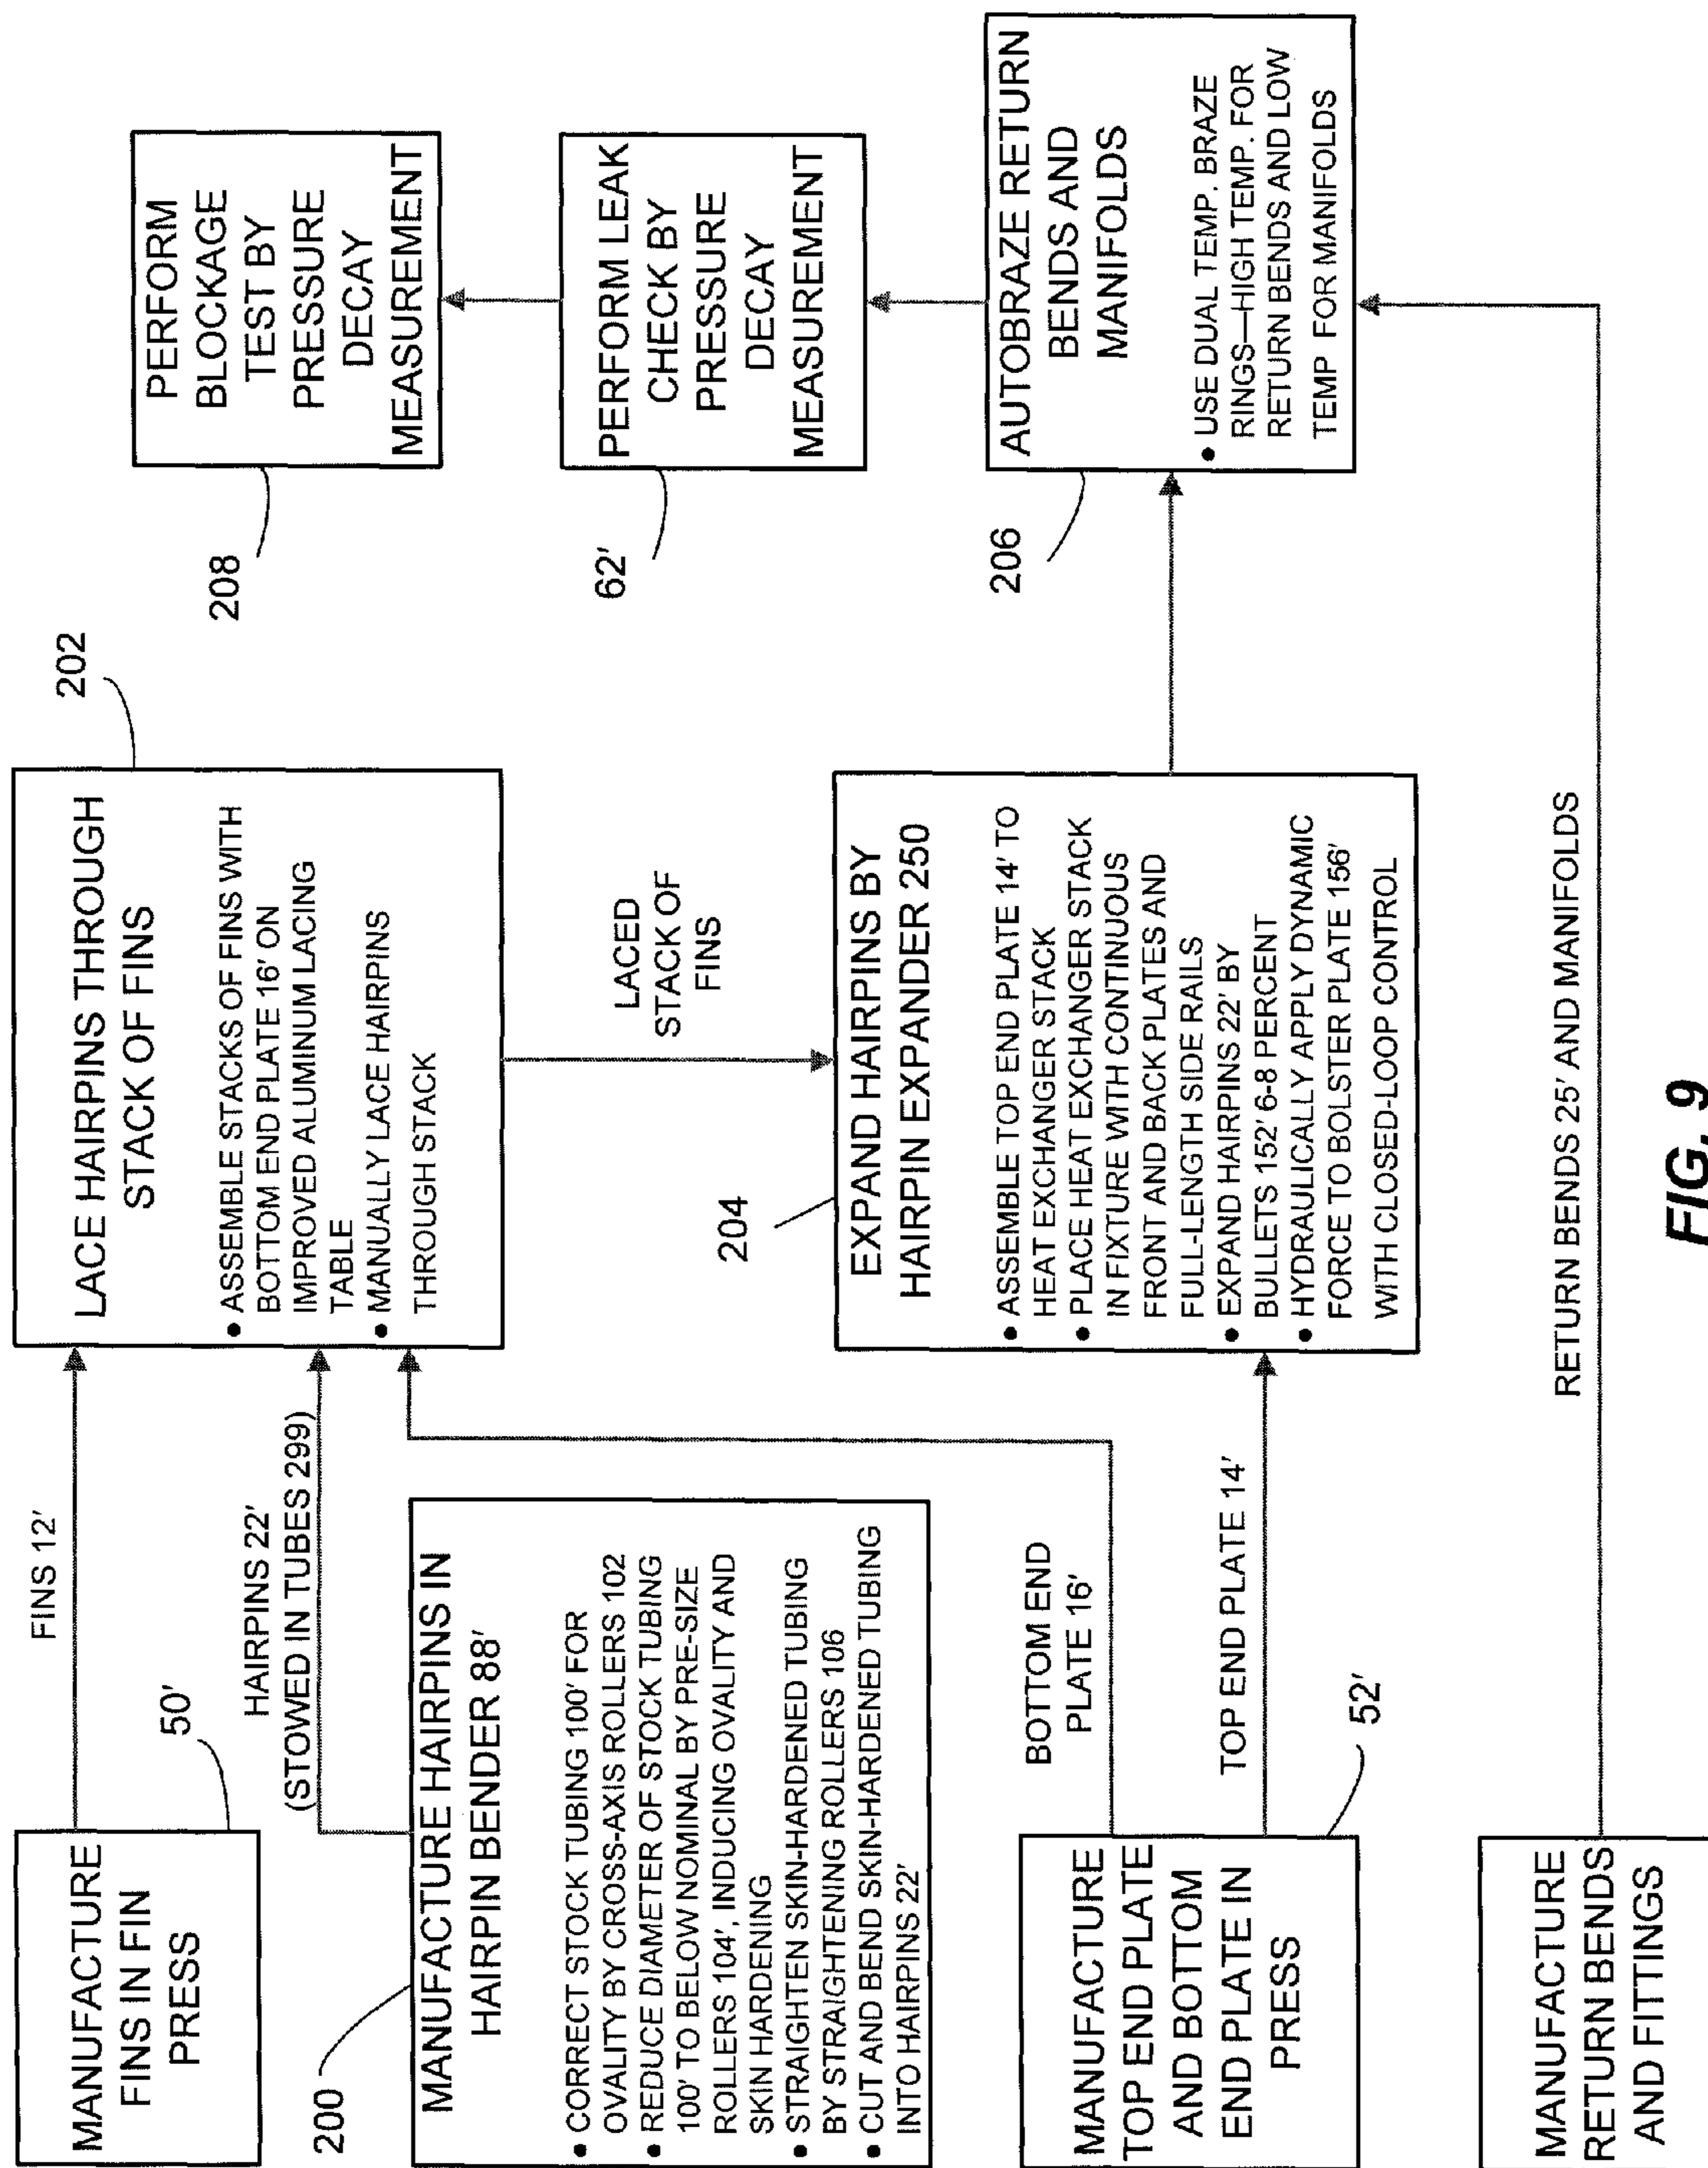 MANUFACTURE
FINS IN FIN
PRESS
50'
FINS 12'
MANUFACTURE HAIRPINS IN
HAIRPIN BENDER 88'
• CORRECT STOCK TUBING 100' FOR
OVALITY BY CROSS-AXIS ROLLERS 102
• REDUCE DIAMETER OF STOCK TUBING
100' TO BELOW NOMINAL BY PRE-SIZE
ROLLERS 104', INDUCING OVALITY AND
SKIN HARDENING
• STRAIGHTEN SKIN-HARDENED TUBING
BY STRAIGHTENING ROLLERS 106
• CUT AND BEND SKIN-HARDENED TUBING
INTO HAIRPINS 22'
200
HAIRPINS 22'
(STOWED IN TUBES 299)
MANUFACTURE
TOP END PLATE
AND BOTTOM
END PLATE IN
PRESS
52'
BOTTOM END
PLATE 16'
TOP END PLATE 14'
MANUFACTURE
RETURN BENDS
AND FITTINGS
RETURN BENDS 25' AND MANIFOLDS
LACE HAIRPINS THROUGH
STACK OF FINS
• ASSEMBLE STACKS OF FINS WITH
BOTTOM END PLATE 16' ON
IMPROVED ALUMINUM LACING
TABLE
• MANUALLY LACE HAIRPINS
• THROUGH STACK
202
LACED
STACK OF
FINS
204
EXPAND HAIRPINS BY
HAIRPIN EXPANDER 250
• ASSEMBLE TOP END PLATE 14' TO
HEAT EXCHANGER STACK
• PLACE HEAT EXCHANGER STACK
IN FIXTURE WITH CONTINUOUS
FRONT AND BACK PLATES AND
FULL-LENGTH SIDE RAILS
• EXPAND HAIRPINS 22' BY
BULLETS 152' 6-8 PERCENT
• HYDRAULICALLY APPLY DYNAMIC
FORCE TO BOLSTER PLATE 156'
WITH CLOSED-LOOP CONTROL
PERFORM
BLOCKAGE
TEST BY
PRESSURE
DECAY
MEASUREMENT
208
PERFORM LEAK
CHECK BY
PRESSURE
DECAY
MEASUREMENT
62'
AUTOBRAZE RETURN
BENDS AND
MANIFOLDS
• USE DUAL TEMP. BRAZE
RINGS—HIGH TEMP. FOR
RETURN BENDS AND LOW
TEMP FOR MANIFOLDS
206
FIG. 9